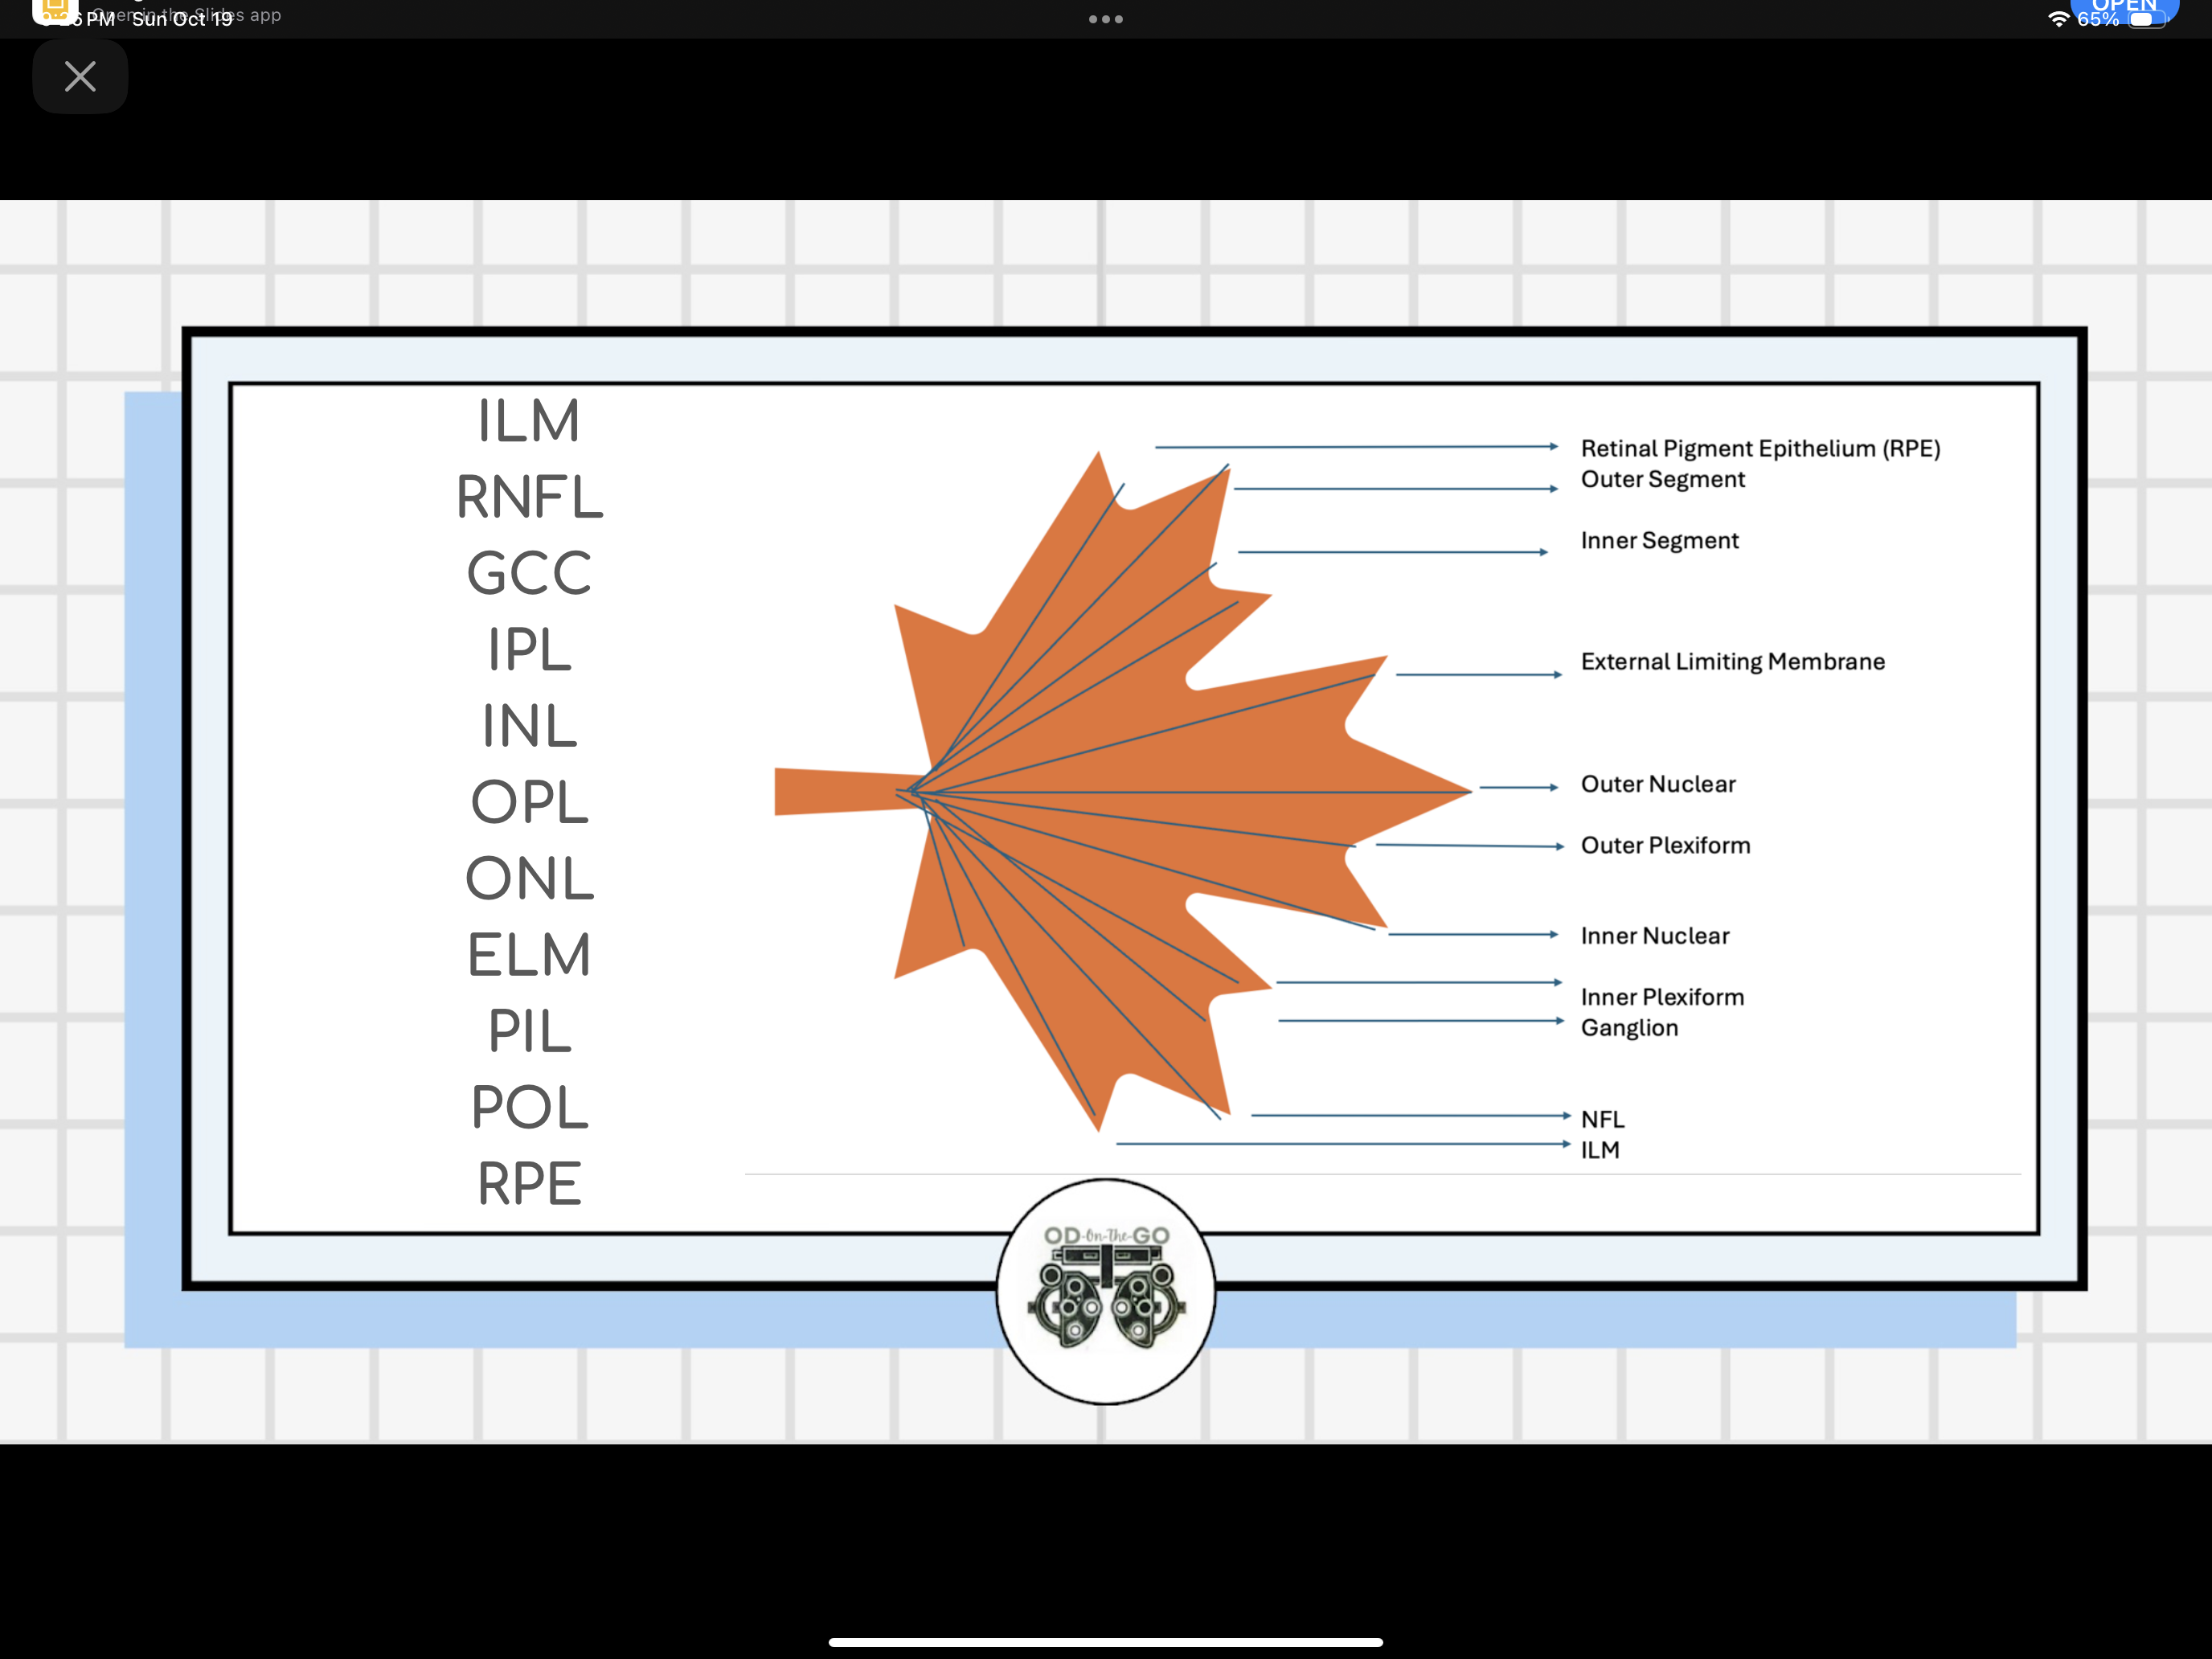 Open in the Slides app
OPEN
PM Sun Oct 19
65%
ILM
RNFL
GCC
IPL
INL
OPL
ONL
ELM
PIL
POL
RPE
Retinal Pigment Epithelium (RPE)
Outer Segment
Inner Segment
External Limiting Membrane
Outer Nuclear
Outer Plexiform
Inner Nuclear
Inner Plexiform
Ganglion
NFL
ILM
OD-On-the-GO